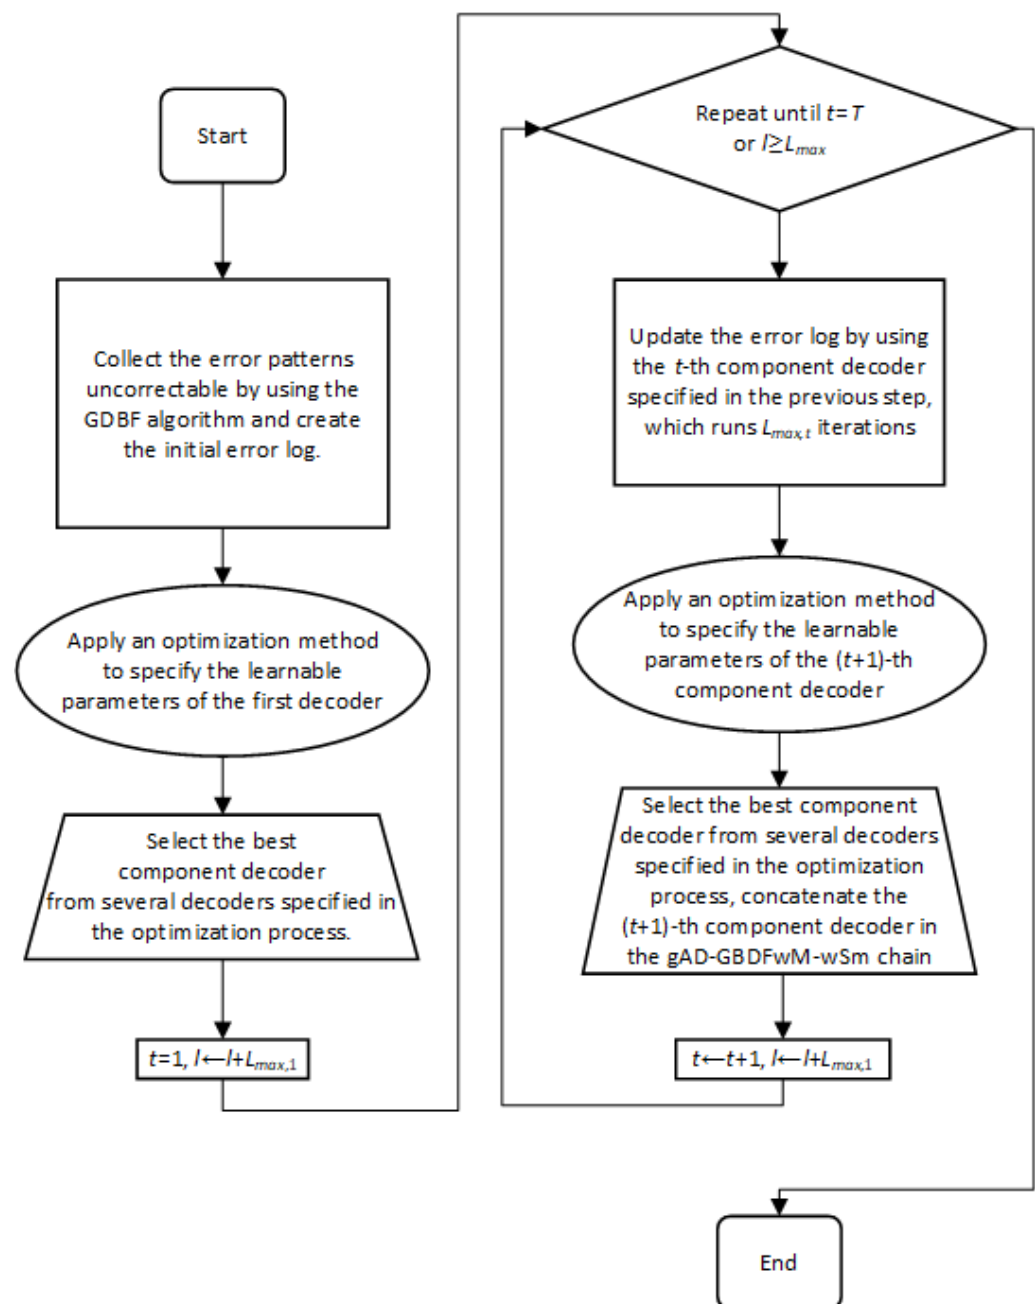 Start
Collect the error patterns
uncorrectable by using the
GDBF algorithm and create
the initial error log.
Apply an optimization method
to specify the learnable
parameters of the first decoder
Select the best
component decoder
from several decoders specified in
the optimization process.
t=1, l←l+Lmax,1
Repeat until t=T
or l≥Lmax
Update the error log by using
the t-th component decoder
specified in the previous step,
which runs Lmax,t iterations
Apply an optimization method
to specify the learnable
parameters of the (t+1)-th
component decoder
Select the best component
decoder from several decoders
specified in the optimization
process, concatenate the
(t+1)-th component decoder in
the gAD-GBDFwM-wSm chain
t←t+1, l←l+Lmax,1
End